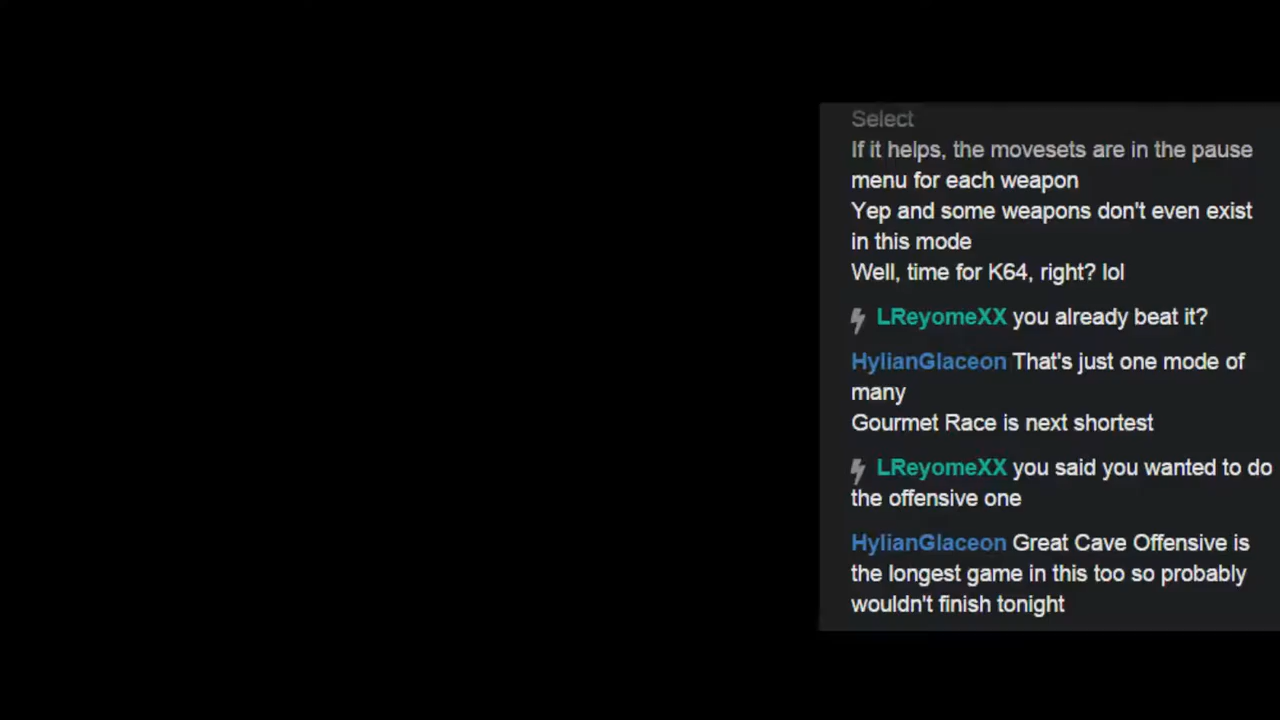 Select
If it helps, the movesets are in the pause
menu for each weapon
Yep and some weapons don't even exist
in this mode
Well, time for K64, right? lol
LReyomeXX you already beat it?
HylianGlaceon That's just one mode of
many
Gourmet Race is next shortest
LReyomeXX you said you wanted to do
the offensive one
HylianGlaceon Great Cave Offensive is
the longest game in this too so probably
wouldn't finish tonight